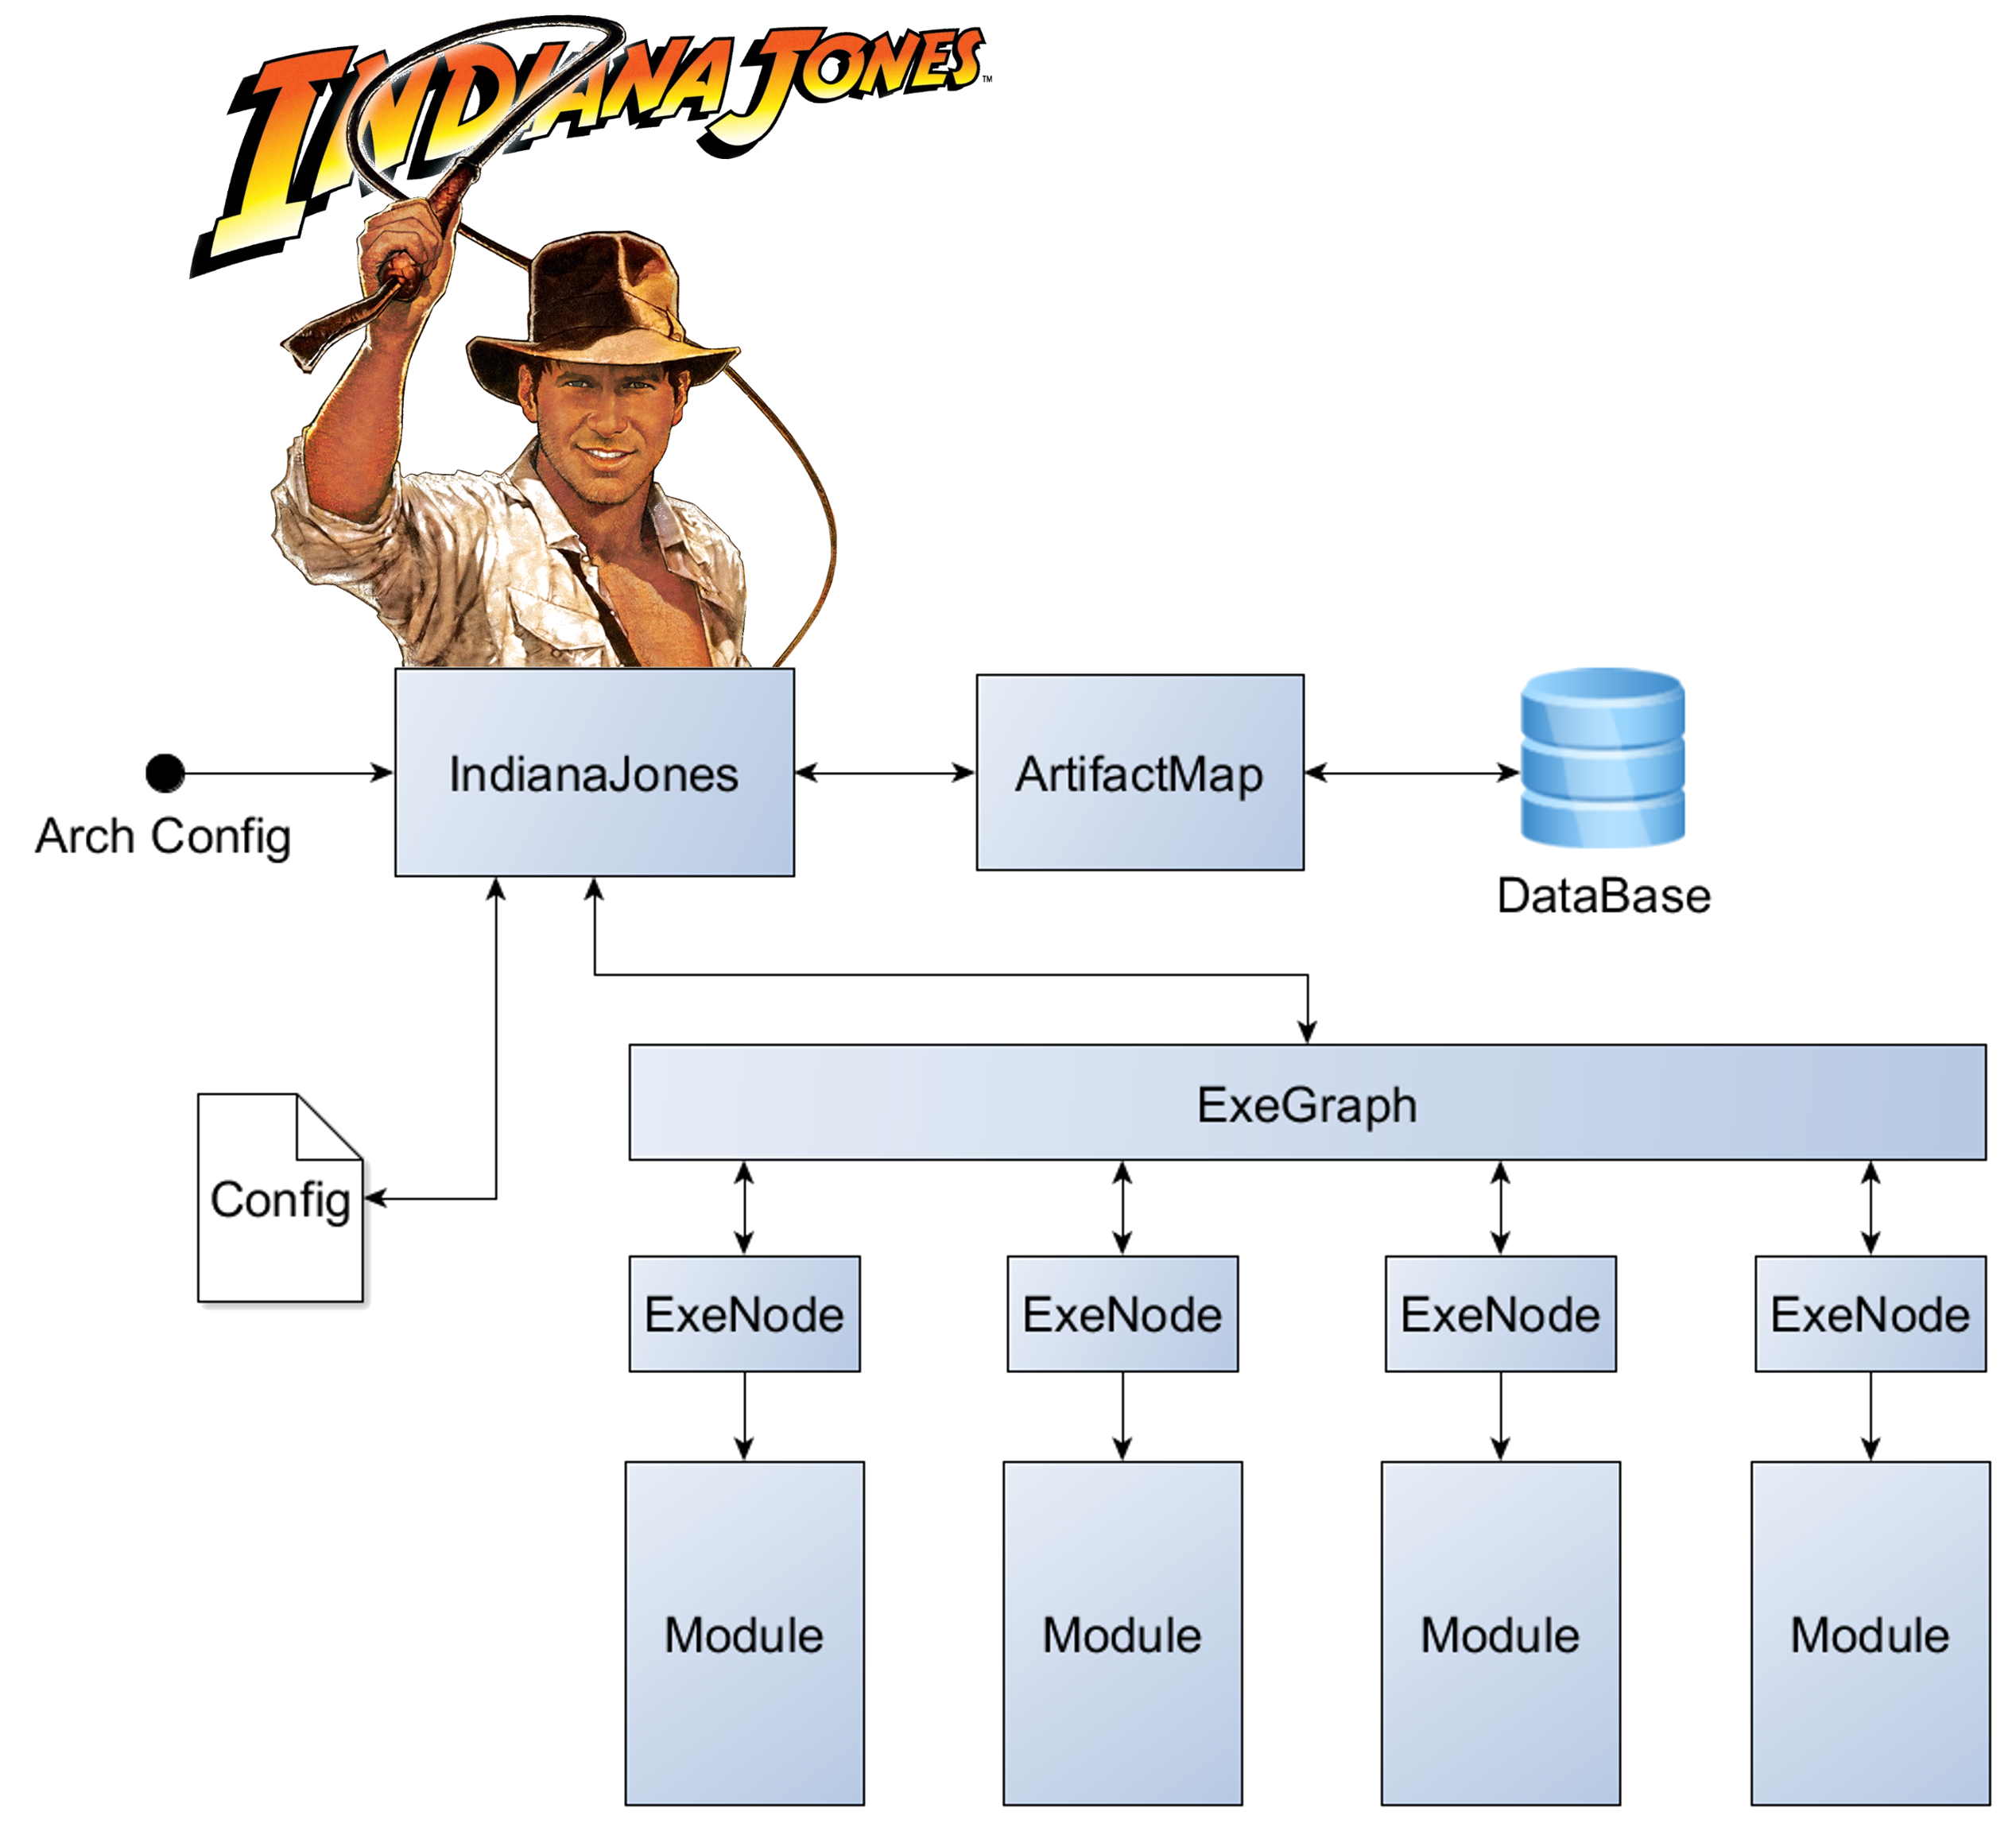 INDIANA JONES™
IndianaJones
ArtifactMap
Arch Config
DataBase
ExeGraph
Config
ExeNode
ExeNode
ExeNode
ExeNode
Module
Module
Module
Module